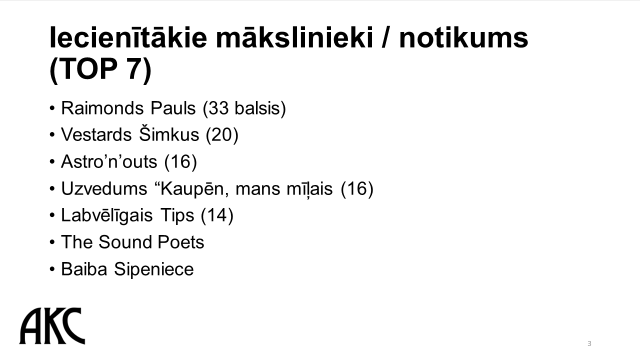 Iecienītākie mākslinieki / notikums
(TOP 7)
• Raimonds Pauls (33 balsis)
• Vestards Šimkus (20)
• Astro’n’outs (16)
• Uzvedums “Kaupēn, mans mīļais (16)
• Labvēlīgais Tips (14)
• The Sound Poets
• Baiba Sipeniece
AKC
3